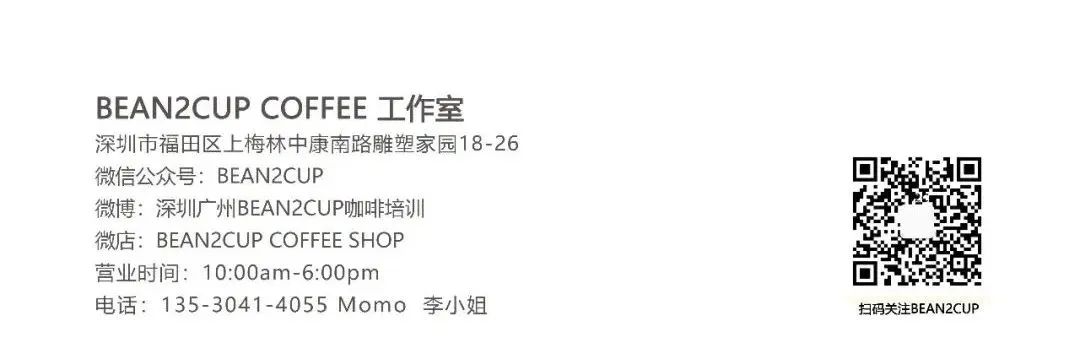 BEAN2CUP COFFEE 工作室
深圳市福田区上梅林中康南路雕塑家园18-26
微信公众号：BEAN2CUP
微博：深圳广州BEAN2CUP咖啡培训
微店：BEAN2CUP COFFEE SHOP
营业时间：10:00am-6:00pm
电话：135-3041-4055 Momo 李小姐
扫码关注BEAN2CUP